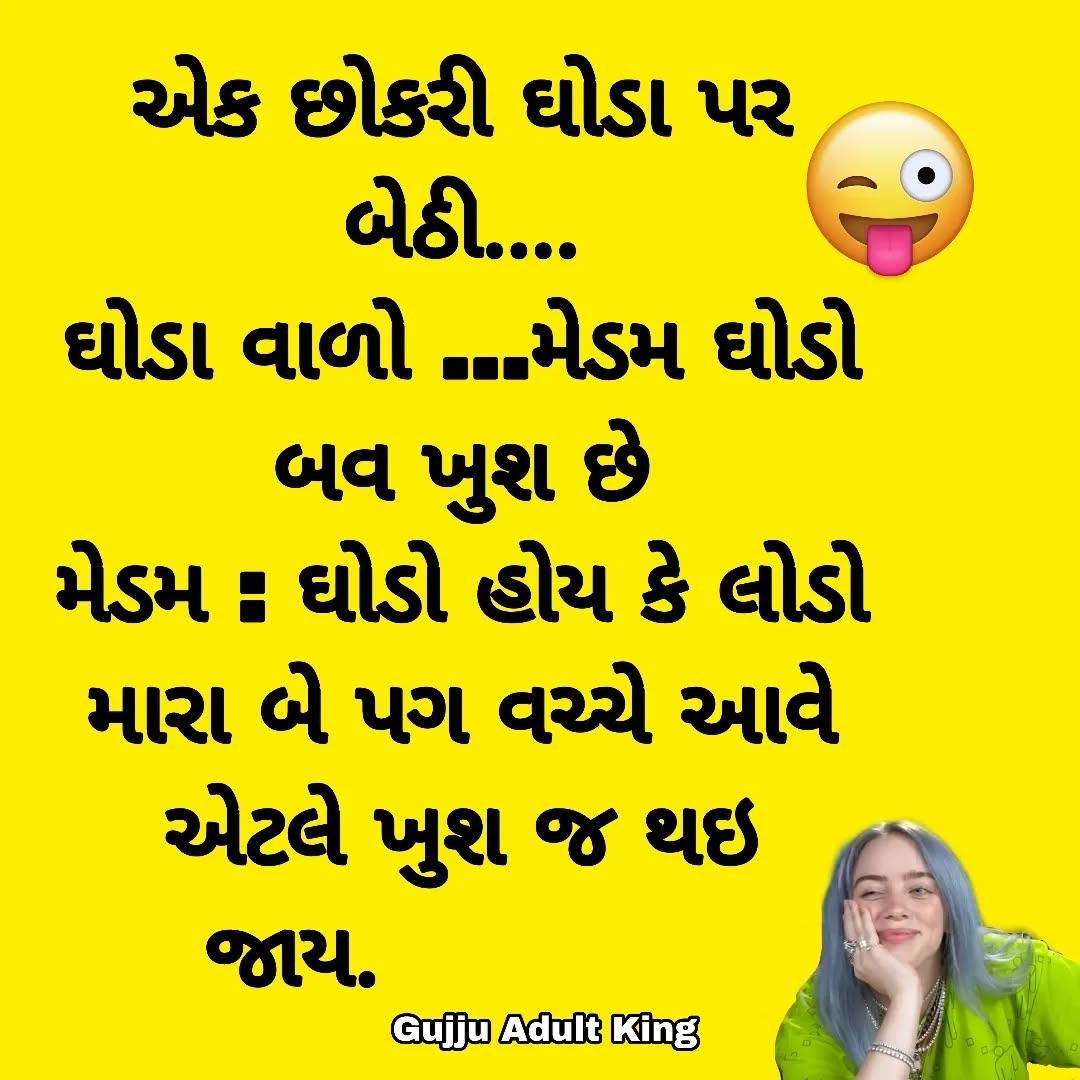 એક છોકરી ઘોડા પર
બેઠી....
ઘોડા વાળો ...મેડમ ઘોડો
બવ ખુશ છે
મેડમ : ઘોડો હોય કે લોડો
મારા બે પગ વચ્ચે આવે
એટલે ખુશ જ થઇ
જાય.
Gujju Adult King